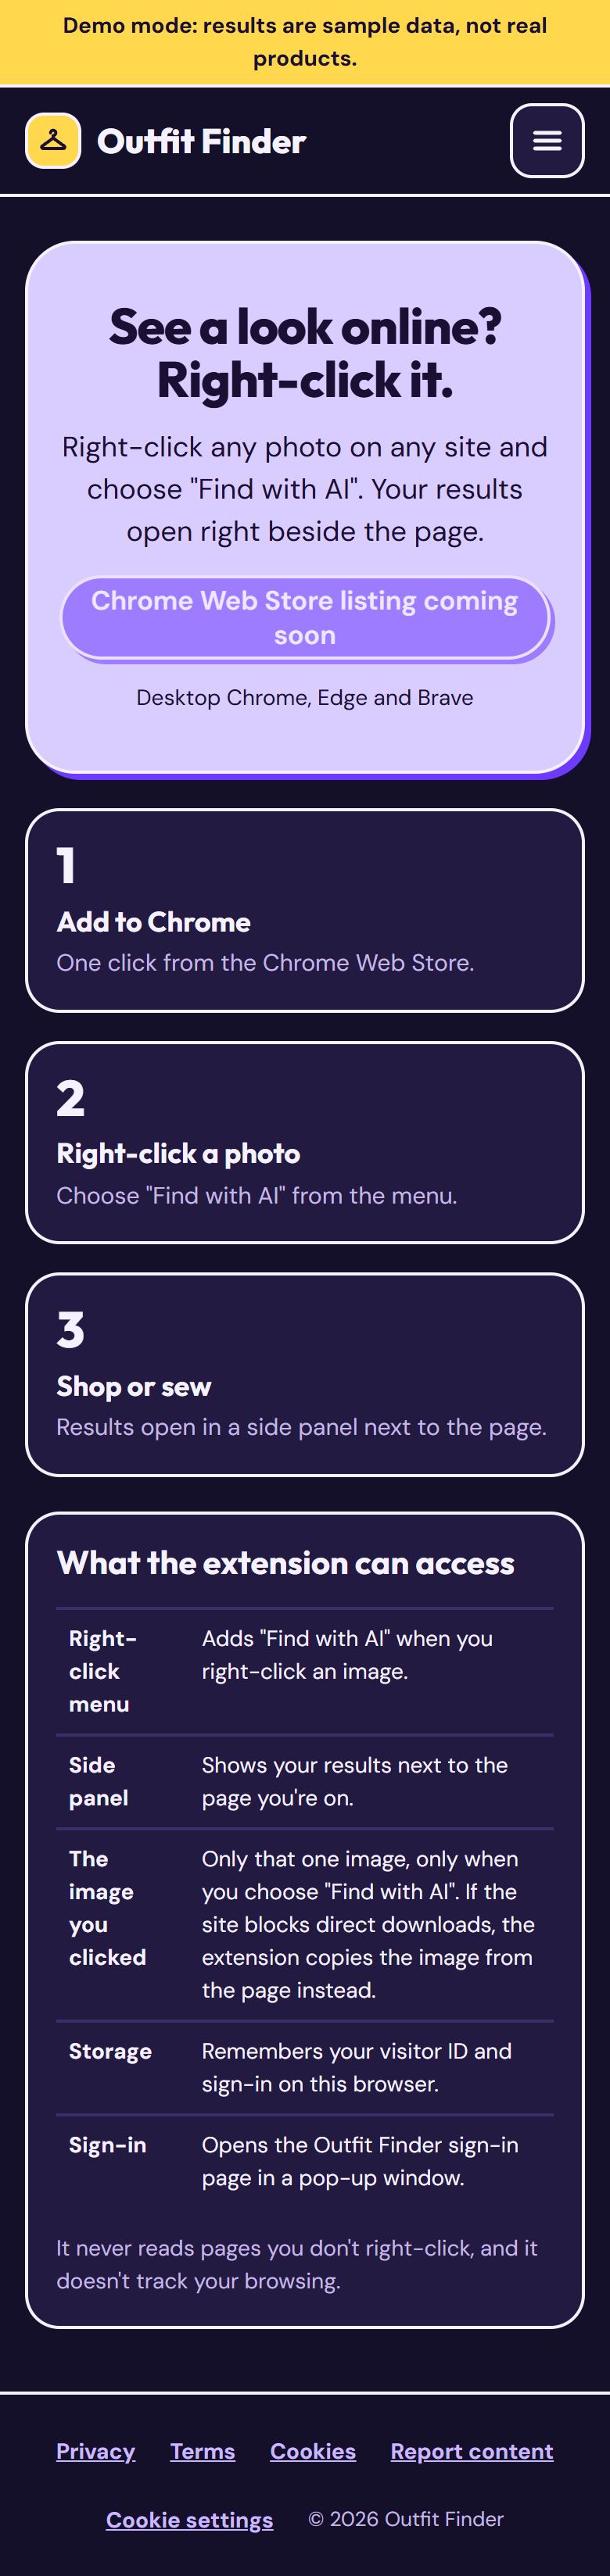 Demo mode: results are sample data, not real
products.
Outfit Finder
See a look online?
Right-click it.
Right-click any photo on any site and
choose "Find with AI". Your results
open right beside the page.
Chrome Web Store listing coming
soon
Desktop Chrome, Edge and Brave
1
Add to Chrome
One click from the Chrome Web Store.
2
Right-click a photo
Choose "Find with AI" from the menu.
3
Shop or sew
Results open in a side panel next to the page.
What the extension can access
Right-
click
menu
Adds "Find with AI" when you
right-click an image.
Side
panel
Shows your results next to the
page you're on.
The
image
you
clicked
Only that one image, only when
you choose "Find with AI". If the
site blocks direct downloads, the
extension copies the image from
the page instead.
Storage
Remembers your visitor ID and
sign-in on this browser.
Sign-in
Opens the Outfit Finder sign-in
page in a pop-up window.
It never reads pages you don't right-click, and it
doesn't track your browsing.
Privacy Terms Cookies Report content
Cookie settings © 2026 Outfit Finder